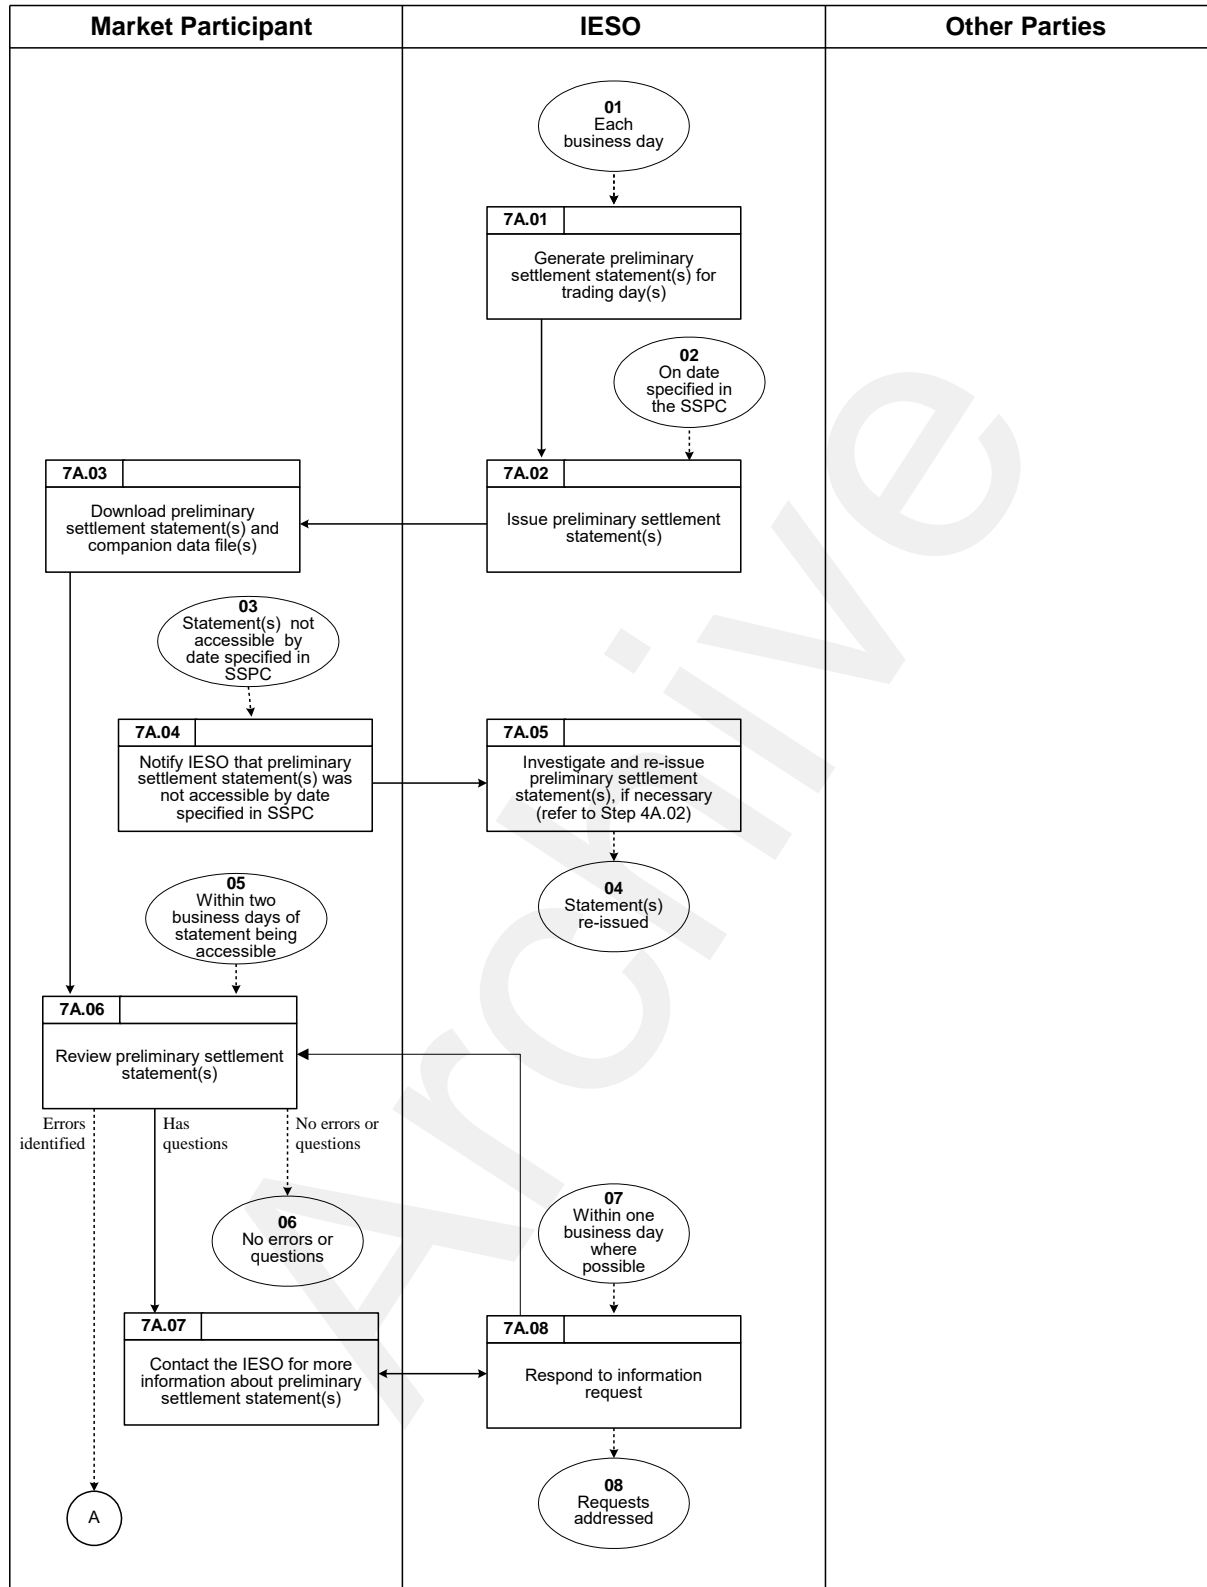 Market Participant
IESO
Other Parties
01
Each
business day
7A.01
Generate preliminary
settlement statement(s) for
trading day(s)
02
On date
specified in
the SSPC
7A.03
Download preliminary
settlement statement(s) and
companion data file(s)
7A.02
Issue preliminary settlement
statement(s)
03
Statement(s) not
accessible by
date specified in
SSPC
7A.04
Notify IESO that preliminary
settlement statement(s) was
not accessible by date
specified in SSPC
7A.05
Investigate and re-issue
preliminary settlement
statement(s), if necessary
(refer to Step 4A.02)
04
Statement(s)
re-issued
05
Within two
business days of
statement being
accessible
7A.06
Review preliminary settlement
statement(s)
Errors
identified
Has
questions
No errors or
questions
06
No errors or
questions
07
Within one
business day
where
possible
7A.07
Contact the IESO for more
information about preliminary
settlement statement(s)
7A.08
Respond to information
request
08
Requests
addressed
A
Archive